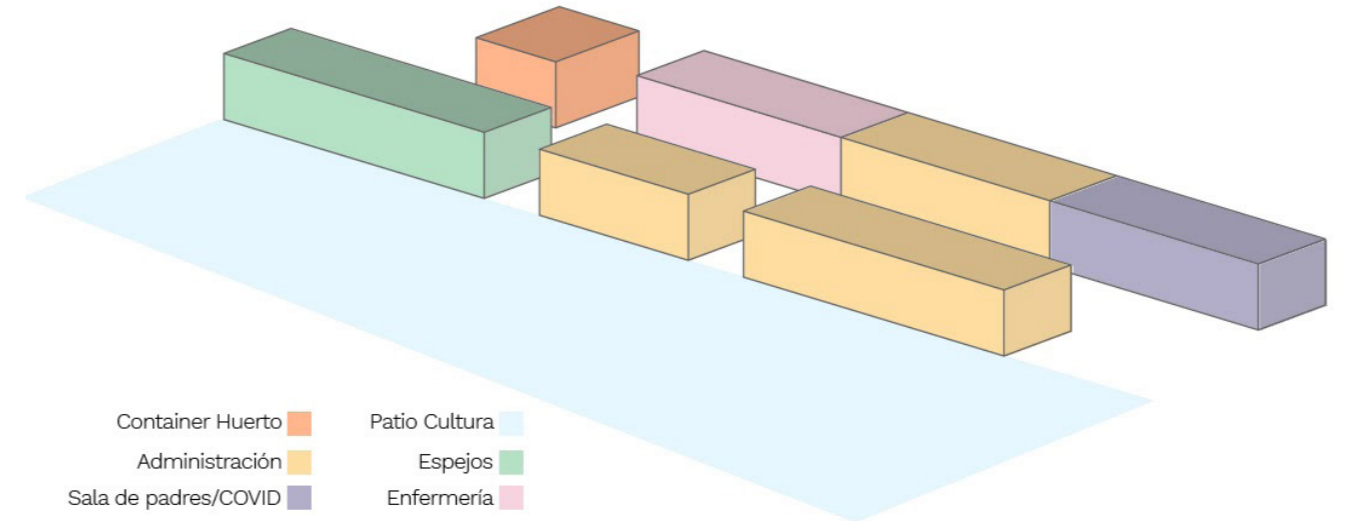 Container Huerto
Administración
Sala de padres/COVID
Patio Cultura
Espejos
Enfermería